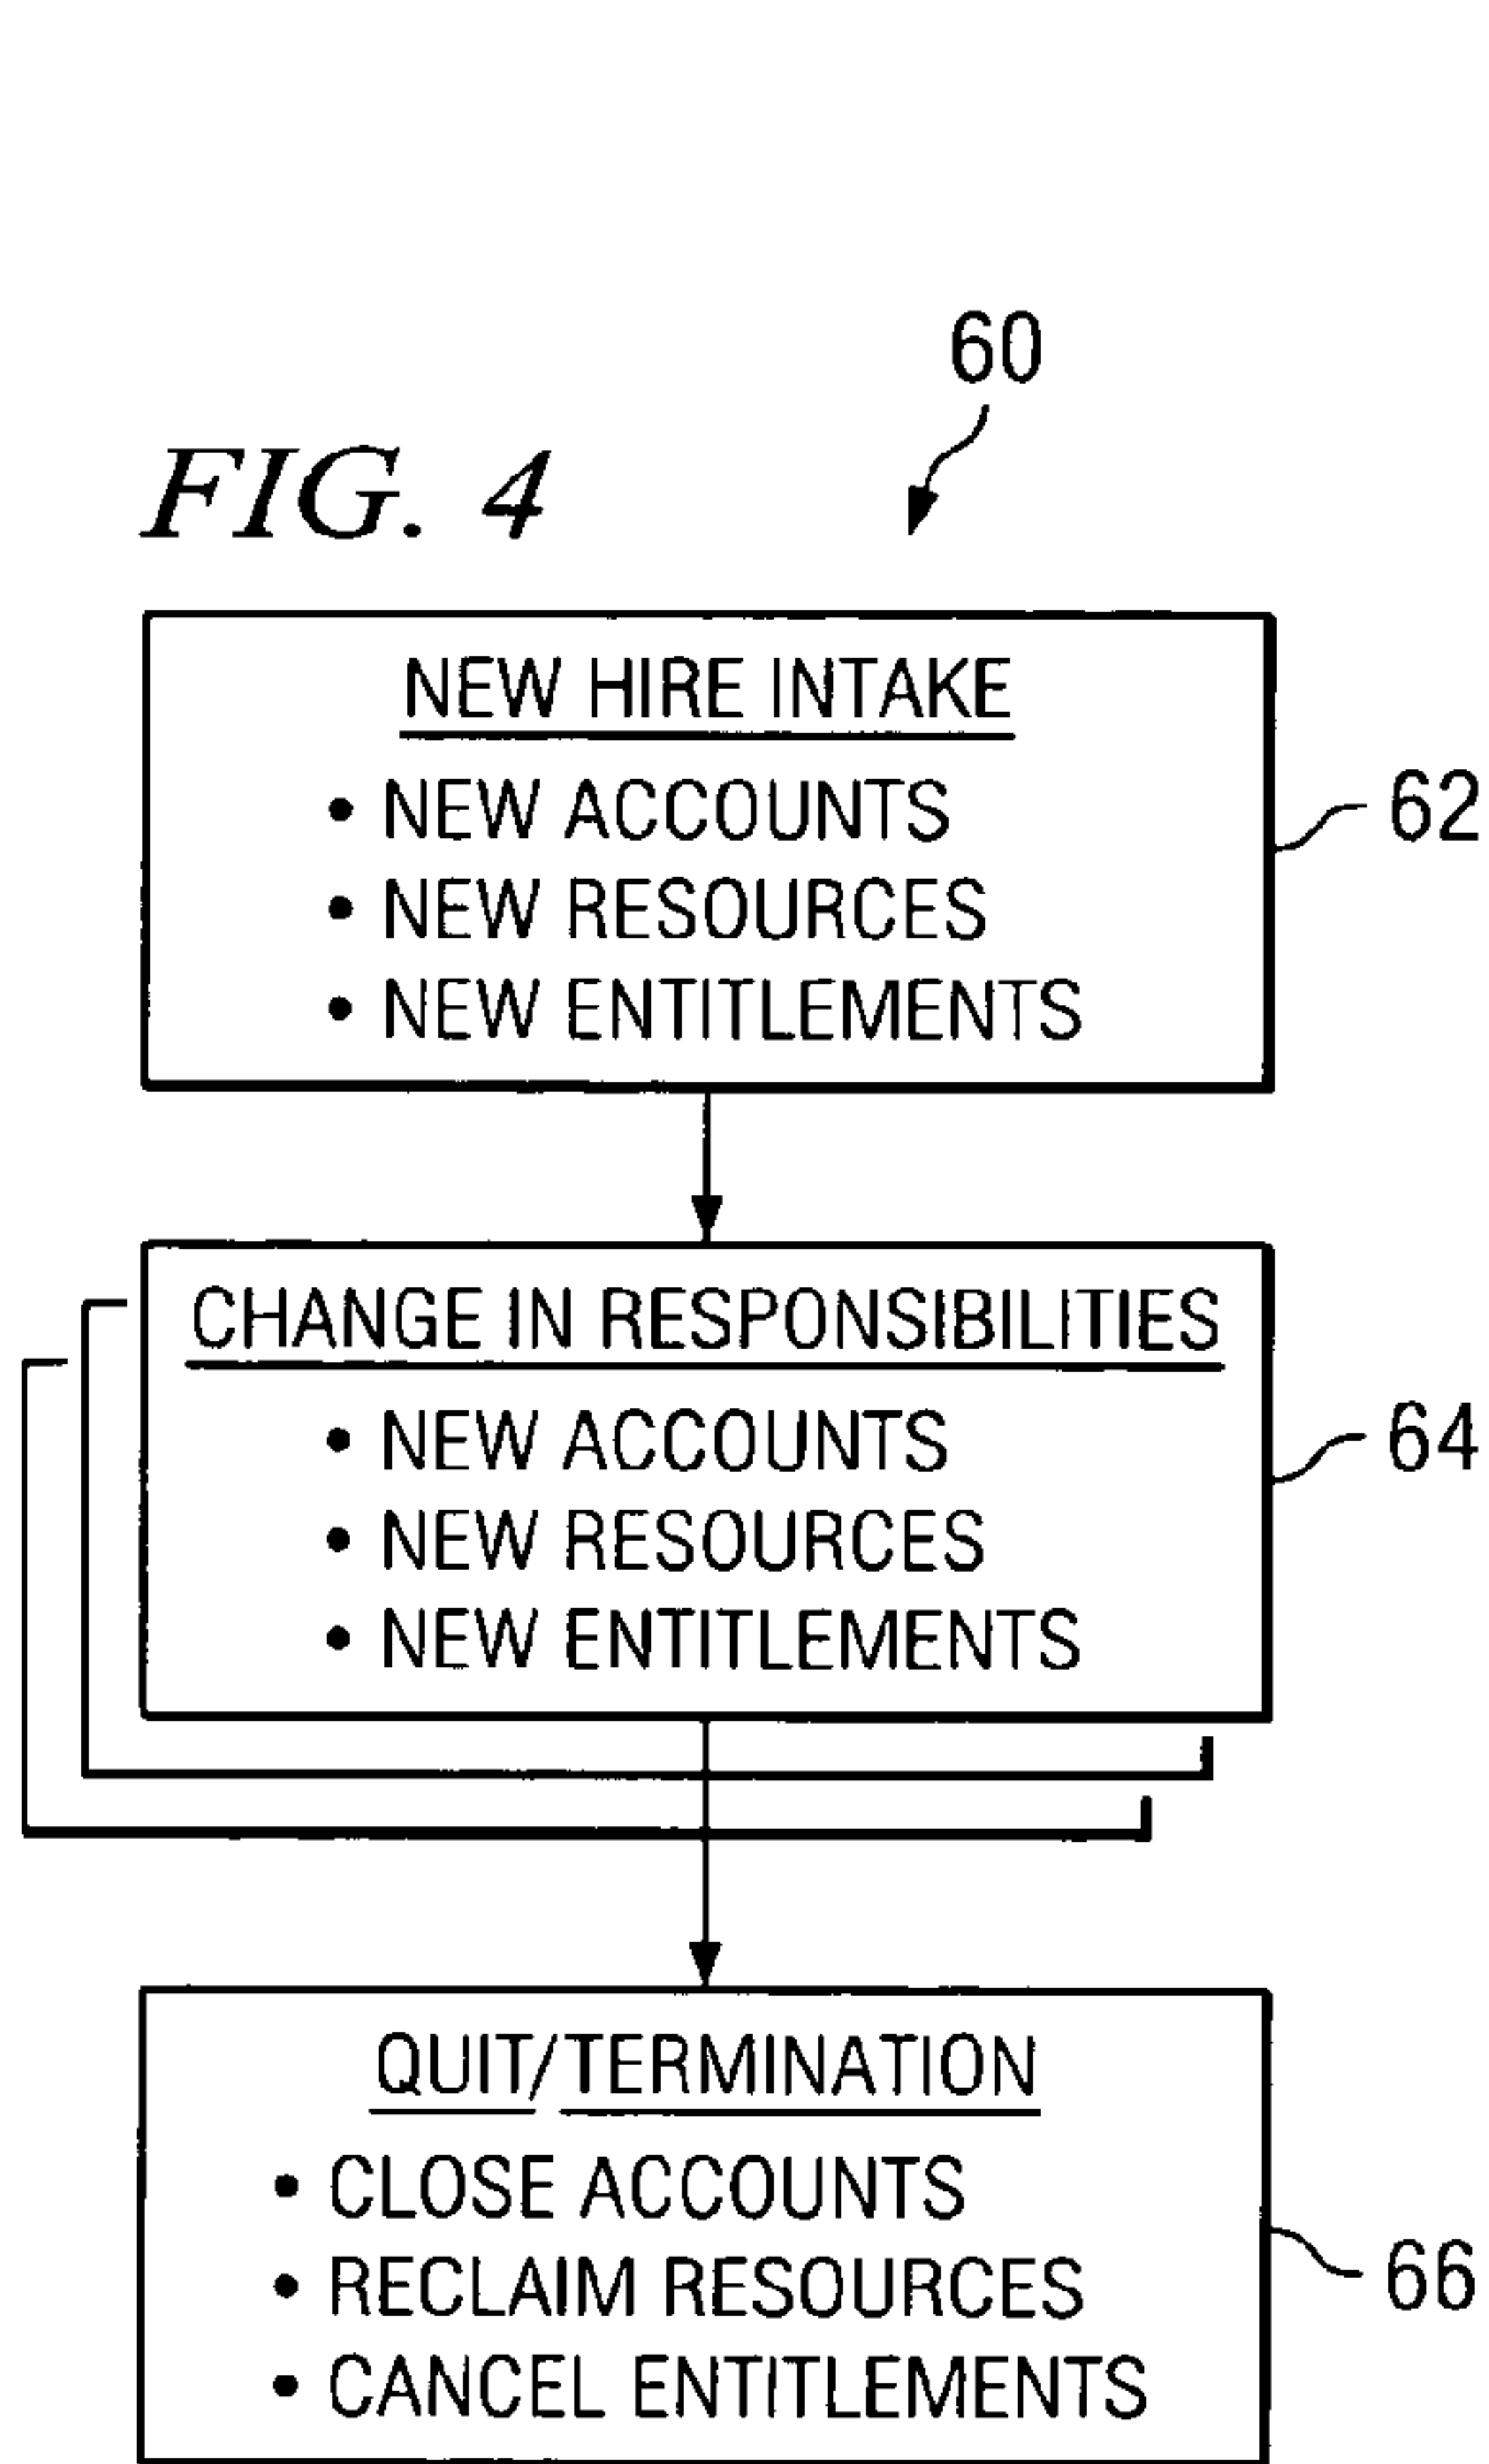 60
FIG. 4
NEW HIRE INTAKE
• NEW ACCOUNTS
• NEW RESOURCES
• NEW ENTITLEMENTS
62
CHANGE IN RESPONSIBILITIES
• NEW ACCOUNTS
• NEW RESOURCES
• NEW ENTITLEMENTS
64
QUIT/TERMINATION
• CLOSE ACCOUNTS
• RECLAIM RESOURCES
• CANCEL ENTITLEMENTS
66